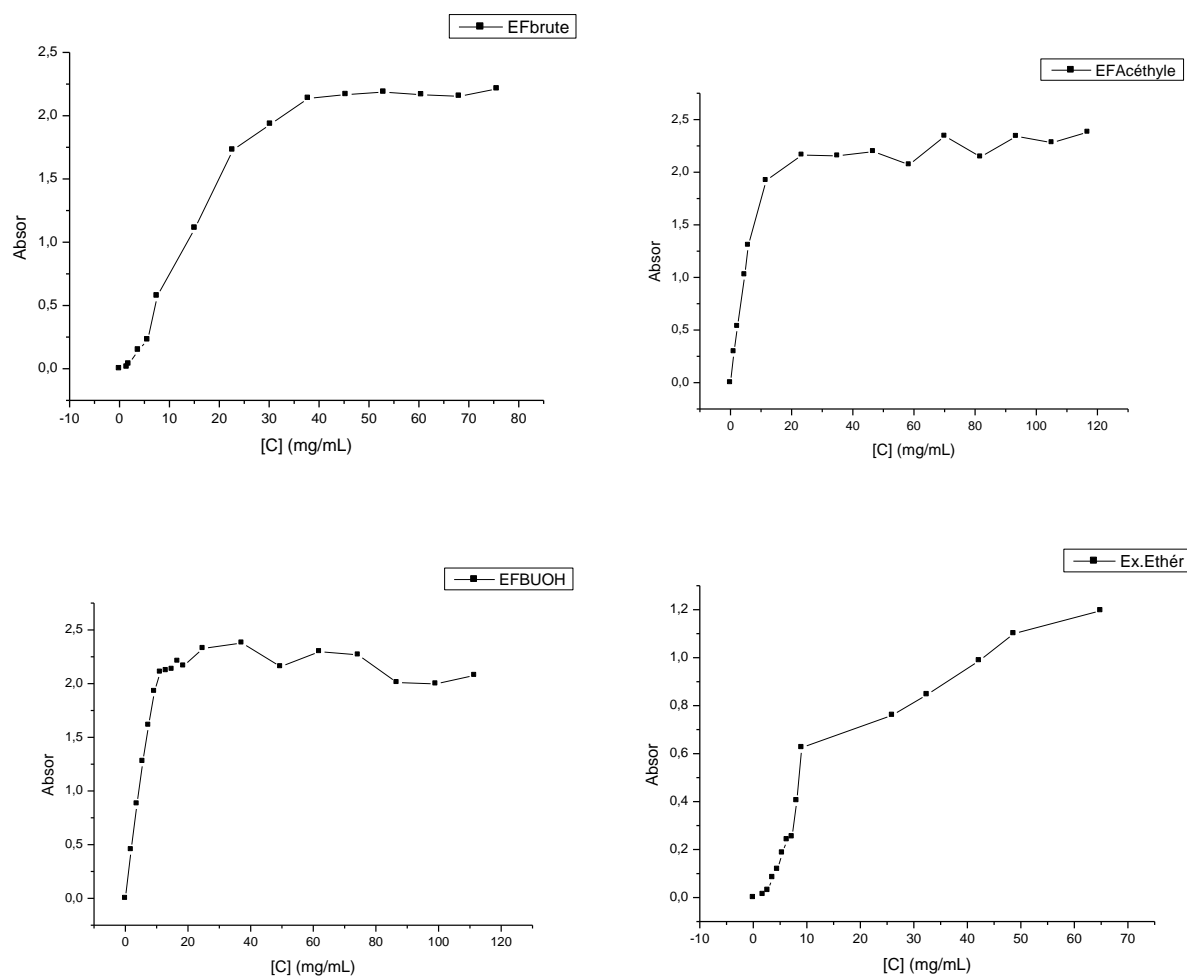 EFbrute
2,5
2,0
1,5
1,0
0,5
0,0
Absor
-10 0 10 20 30 40 50 60 70 80
[C] (mg/mL)
EFAcéthyle
2,5
2,0
1,5
1,0
0,5
0,0
Absor
0 20 40 60 80 100 120
[C] (mg/mL)
EFBUOH
2,5
2,0
1,5
1,0
0,5
0,0
Absor
0 20 40 60 80 100 120
[C] (mg/mL)
Ex.Ethér
1,2
1,0
0,8
0,6
0,4
0,2
0,0
Absor
-10 0 10 20 30 40 50 60 70
[C] (mg/mL)